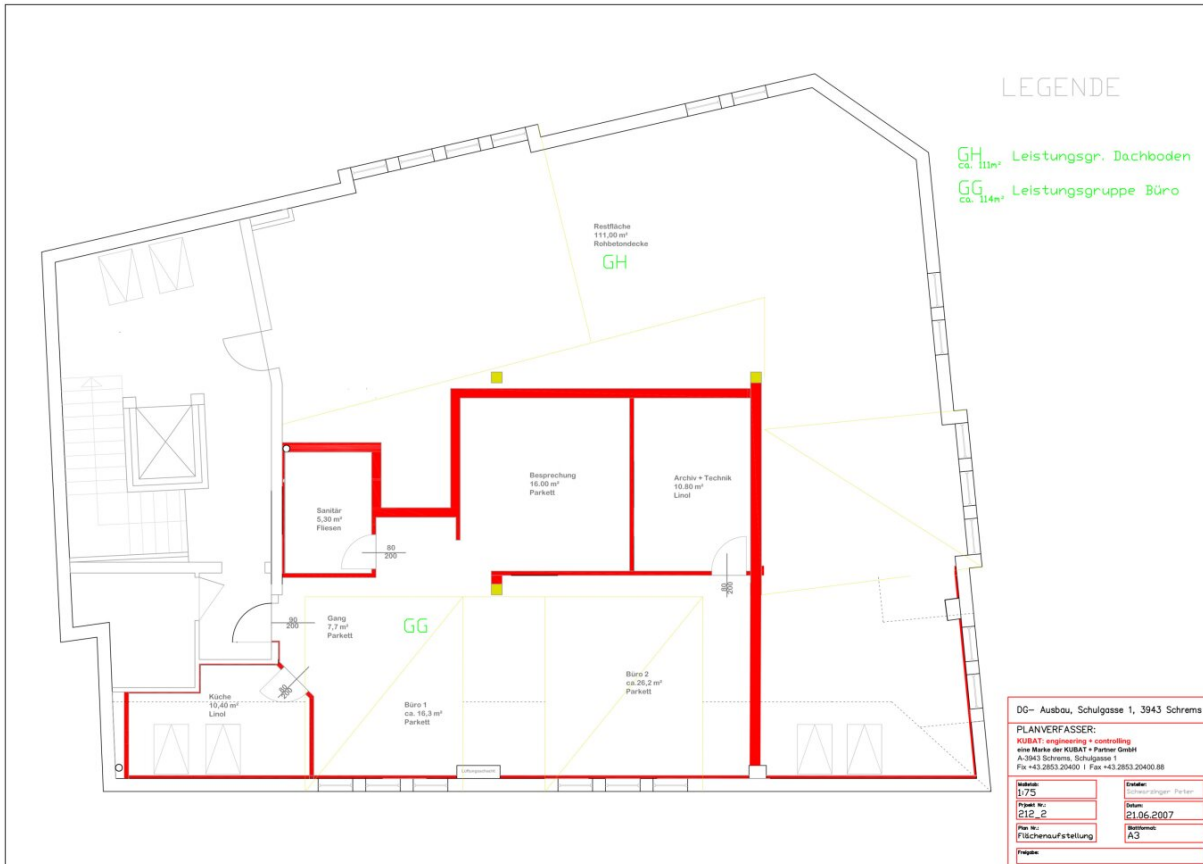 LEGENDE
GH Leistungsgr. Dachboden
ca. 111m²
GG Leistungsgruppe Büro
ca. 114m²
Restfläche
111,00 m²
Rohbetondecke
GH
Besprechung
16.00 m²
Parkett
Archiv + Technik
10.80 m²
Linol
Sanitär
5,30 m²
Fliesen
80
200
80
200
90
200
Gang
7,7 m²
Parkett
GG
80
200
Küche
10,40 m²
Linol
Büro 1
ca. 16,3 m²
Parkett
Büro 2
ca.26,2 m²
Parkett
DG- Ausbau, Schulgasse 1, 3943 Schrems
PLANVERFASSER:
KUBAT: engineering + controlling
eine Marke der KUBAT + Partner GmbH
A-3943 Schrems, Schulgasse 1
Fix +43.2853.20400 I Fax +43.2853.20400.88
Maßstab:
1:75
Ersteller:
Schearzinger Peter
Projekt Nr.:
212_2
Datum:
21.06.2007
Plan Nr.:
Flächenaufstellung
Blattformat:
A3
Freigabe: